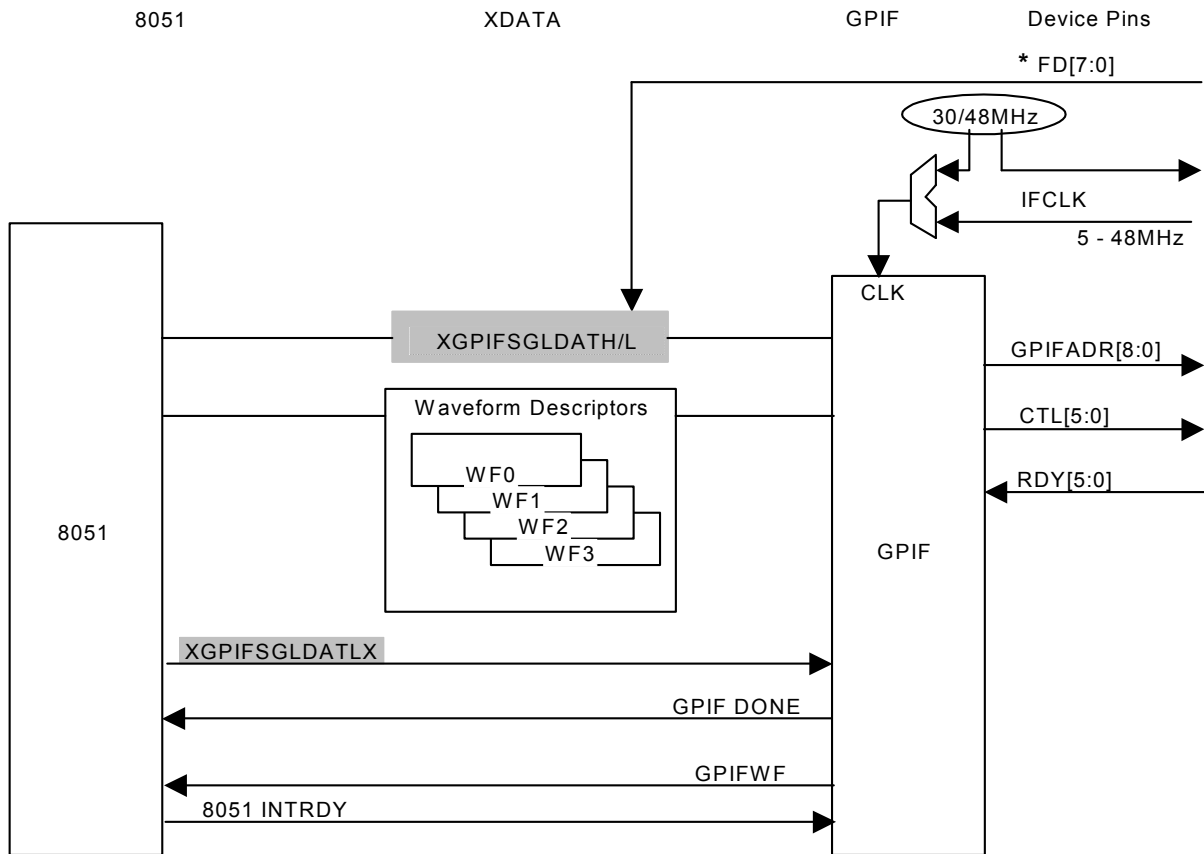 8051 XDATA GPIF Device Pins
* FD[7:0]
30/48MHz
IFCLK
5 - 48MHz
CLK
XGPIFSGLDATH/L
GPIFADR[8:0]
Waveform Descriptors
CTL[5:0]
WF0
RDY[5:0]
WF1
WF2
8051
WF3
GPIF
XGPIFSGLDATLX
GPIF DONE
GPIFWF
8051 INTRDY